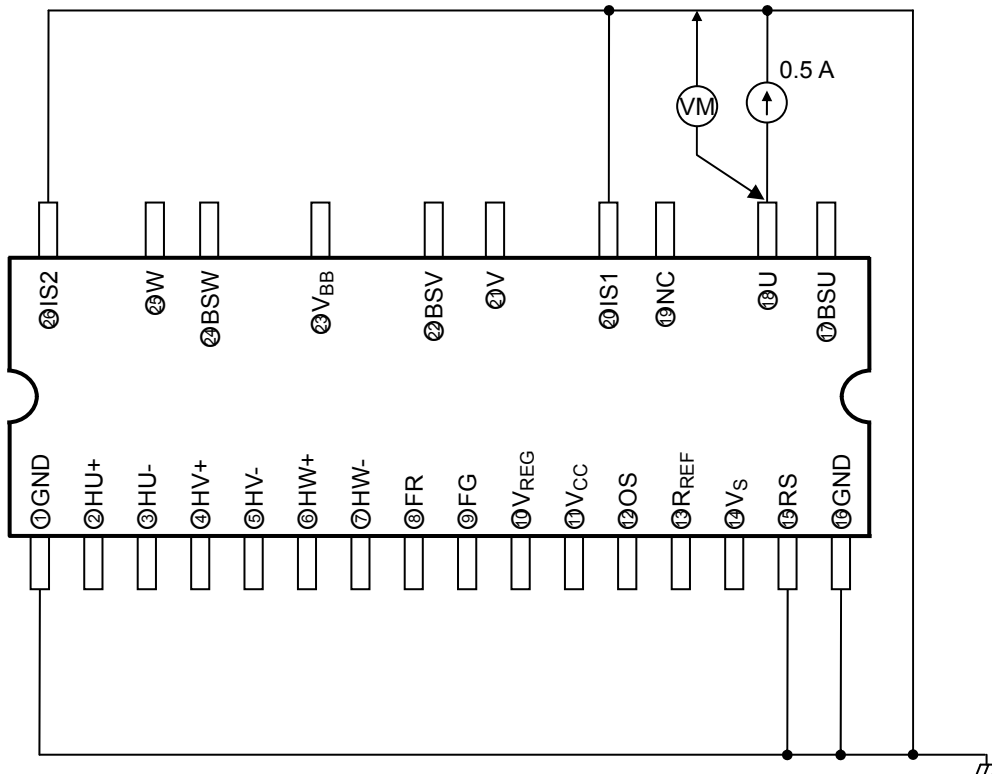 0.5 A
VM
㉖IS2
㉕W
㉔BSW
㉓VBB
㉒BSV
㉑V
⑳IS1
⑲NC
⑱U
⑰BSU
①GND
②HU+
③HU-
④HV+
⑤HV-
⑥HW+
⑦HW-
⑧FR
⑨FG
⑩VREG
⑪VCC
⑫OS
⑬RREF
⑭VS
⑮RS
⑯GND